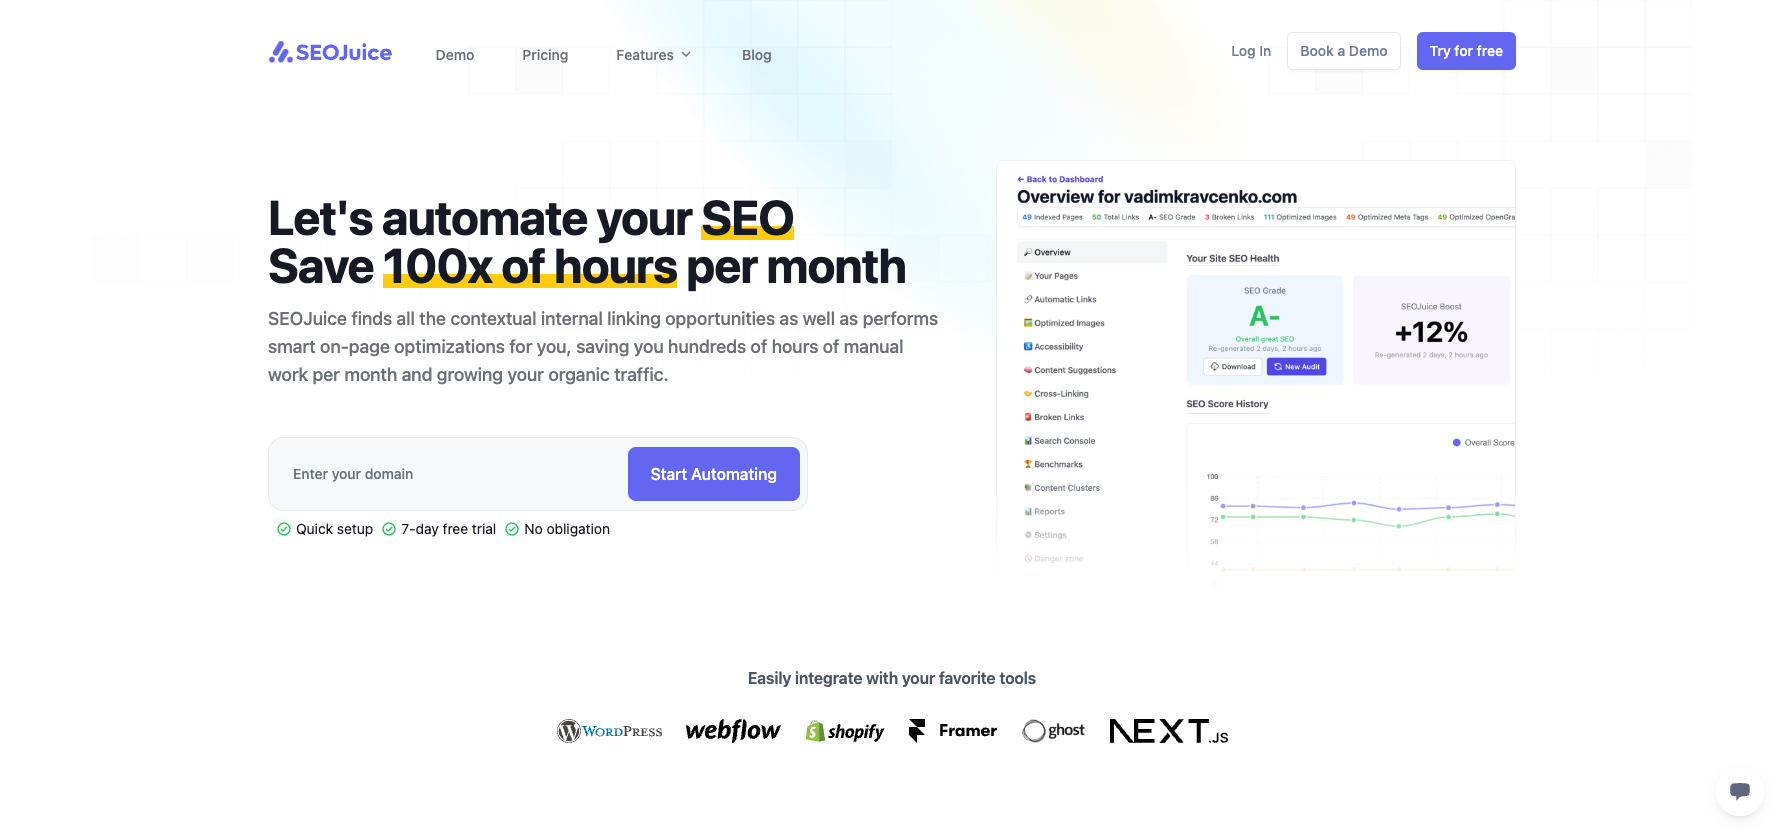 SEOJuice
Demo
Pricing
Features
Blog
Log In
Book a Demo
Try for free
Let's automate your SEO
Save 100x of hours per month
SEOJuice finds all the contextual internal linking opportunities as well as performs
smart on-page optimizations for you, saving you hundreds of hours of manual
work per month and growing your organic traffic.
Enter your domain
Start Automating
Quick setup
7-day free trial
No obligation
← Back to Dashboard
Overview for vadimkravcenko.com
49 Indexed Pages 50 Total Links A- SEO Grade 3 Broken Links 111 Optimized Images 49 Optimized Meta Tags 49 Optimized OpenGra
Overview
Your Pages
Automatic Links
Optimized Images
Accessibility
Content Suggestions
Cross-Linking
Broken Links
Search Console
Benchmarks
Content Clusters
Reports
Settings
Danger zone
Your Site SEO Health
SEO Grade
A-
Overall great SEO
Re-generated 2 days, 2 hours ago
Download
New Audit
SEOJuice Boost
+12%
Re-generated 2 days, 2 hours ago
SEO Score History
Overall Score
100
86
72
58
44
Easily integrate with your favorite tools
WORDPRESS
webflow
shopify
Framer
ghost
NEXT.JS